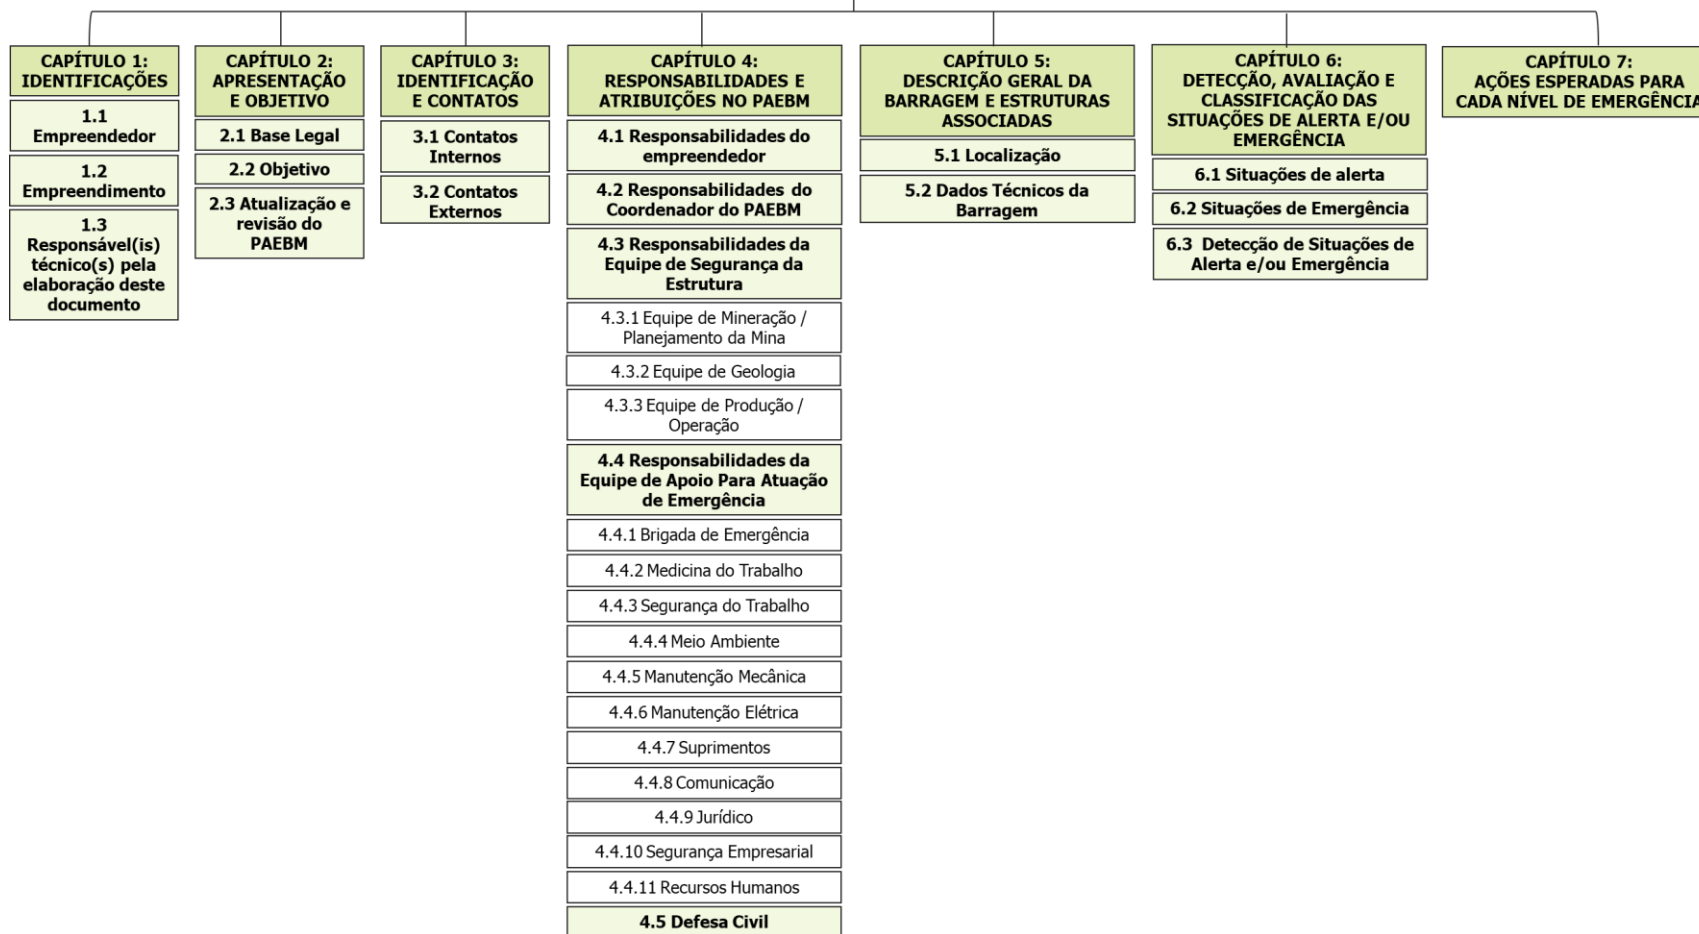 CAPÍTULO 1:
IDENTIFICAÇÕES
1.1
Empreendedor
1.2
Empreendimento
1.3
Responsável(is)
técnico(s) pela
elaboração deste
documento
CAPÍTULO 2:
APRESENTAÇÃO
E OBJETIVO
2.1 Base Legal
2.2 Objetivo
2.3 Atualização e
revisão do
PAEBM
CAPÍTULO 3:
IDENTIFICAÇÃO
E CONTATOS
3.1 Contatos
Internos
3.2 Contatos
Externos
CAPÍTULO 4:
RESPONSABILIDADES E
ATRIBUIÇÕES NO PAEBM
4.1 Responsabilidades do
empreendedor
4.2 Responsabilidades do
Coordenador do PAEBM
4.3 Responsabilidades da
Equipe de Segurança da
Estrutura
4.3.1 Equipe de Mineração /
Planejamento da Mina
4.3.2 Equipe de Geologia
4.3.3 Equipe de Produção /
Operação
4.4 Responsabilidades da
Equipe de Apoio Para Atuação
de Emergência
4.4.1 Brigada de Emergência
4.4.2 Medicina do Trabalho
4.4.3 Segurança do Trabalho
4.4.4 Meio Ambiente
4.4.5 Manutenção Mecânica
4.4.6 Manutenção Elétrica
4.4.7 Suprimentos
4.4.8 Comunicação
4.4.9 Jurídico
4.4.10 Segurança Empresarial
4.4.11 Recursos Humanos
4.5 Defesa Civil
CAPÍTULO 5:
DESCRIÇÃO GERAL DA
BARRAGEM E ESTRUTURAS
ASSOCIADAS
5.1 Localização
5.2 Dados Técnicos da
Barragem
CAPÍTULO 6:
DETECÇÃO, AVALIAÇÃO E
CLASSIFICAÇÃO DAS
SITUAÇÕES DE ALERTA E/OU
EMERGÊNCIA
6.1 Situações de alerta
6.2 Situações de Emergência
6.3 Detecção de Situações de
Alerta e/ou Emergência
CAPÍTULO 7:
AÇÕES ESPERADAS PARA
CADA NÍVEL DE EMERGÊNCIA